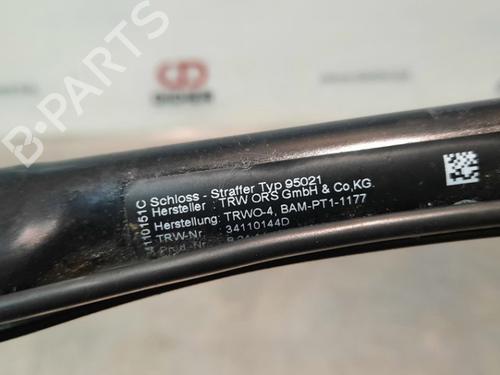 B-PARTS
34110151C
Schloss - Straffer Typ 95021
Hersteller : TRW ORS GmbH & Co,KG.
Herstellung: TRWO-4, BAM-PT1-1177
TRW-Nr. 34110144D